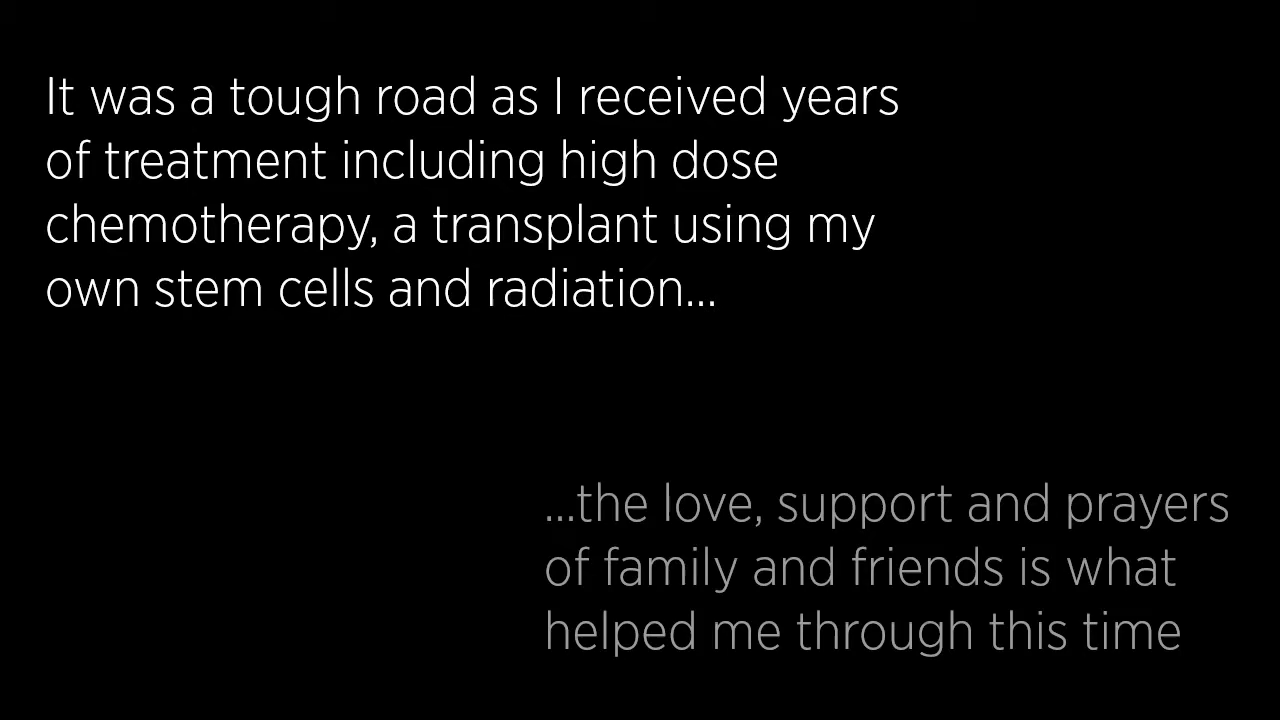 It was a tough road as I received years
of treatment including high dose
chemotherapy, a transplant using my
own stem cells and radiation...
...the love, support and prayers
of family and friends is what
helped me through this time